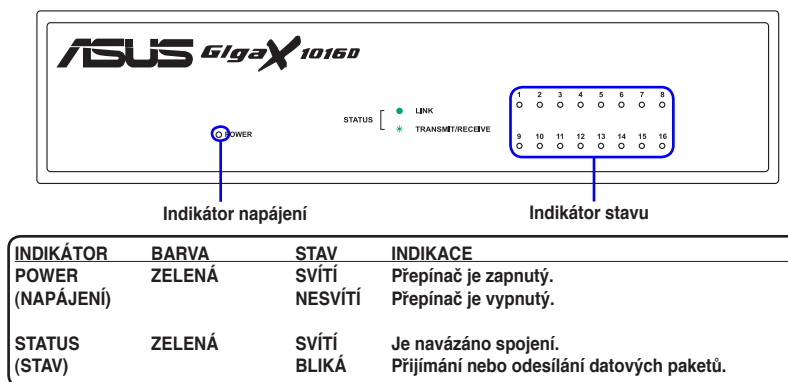 ASUS GigaX 1016D
1 2 3 4 5 6 7 8
STATUS LINK
TRANSMIT/RECEIVE
POWER
9 10 11 12 13 14 15 16
Indikátor napájení Indikátor stavu
INDIKÁTOR BARVA STAV INDIKACE
POWER ZELENÁ SVÍTÍ Přepínač je zapnutý.
(NAPÁJENÍ) NESVÍTÍ Přepínač je vypnutý.
STATUS ZELENÁ SVÍTÍ Je navázáno spojení.
(STAV) BLIKÁ Přijímání nebo odesílání datových paketů.